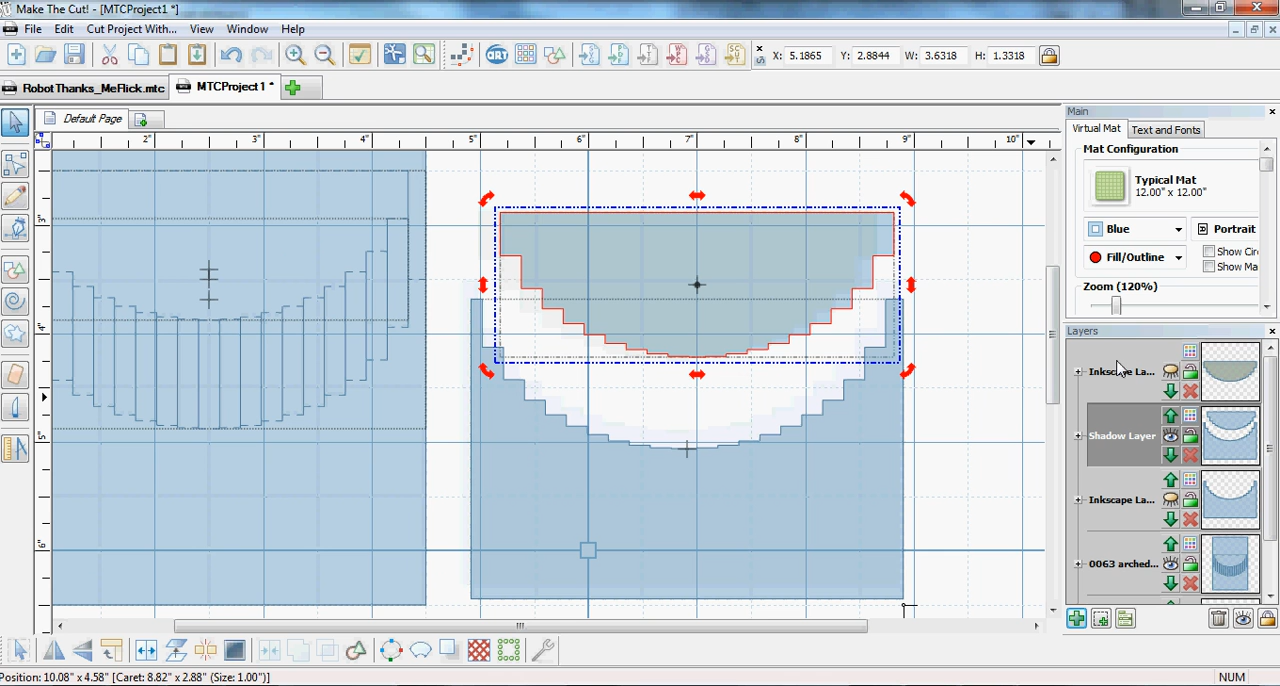 Make The Cut! - [MTCProject1 *]
File Edit Cut Project With... View Window Help
X: 5.1865 Y: 2.8844 W: 3.6318 H: 1.3318
RobotThanks_MeFlick.mtc MTCProject1 *
Default Page
2" 3" 4" 5" 6" 7" 8" 9" 10"
3"
4"
5"
6"
Main
Virtual Mat Text and Fonts
Mat Configuration
Typical Mat
12.00" x 12.00"
Blue Portrait
Fill/Outline Show Cir
Show Ma
Zoom (120%)
Layers
Inkscape La...
Shadow Layer
Inkscape La...
0063 arched...
Position: 10.08" x 4.58" [Caret: 8.82" x 2.88" (Size: 1.00")]
NUM